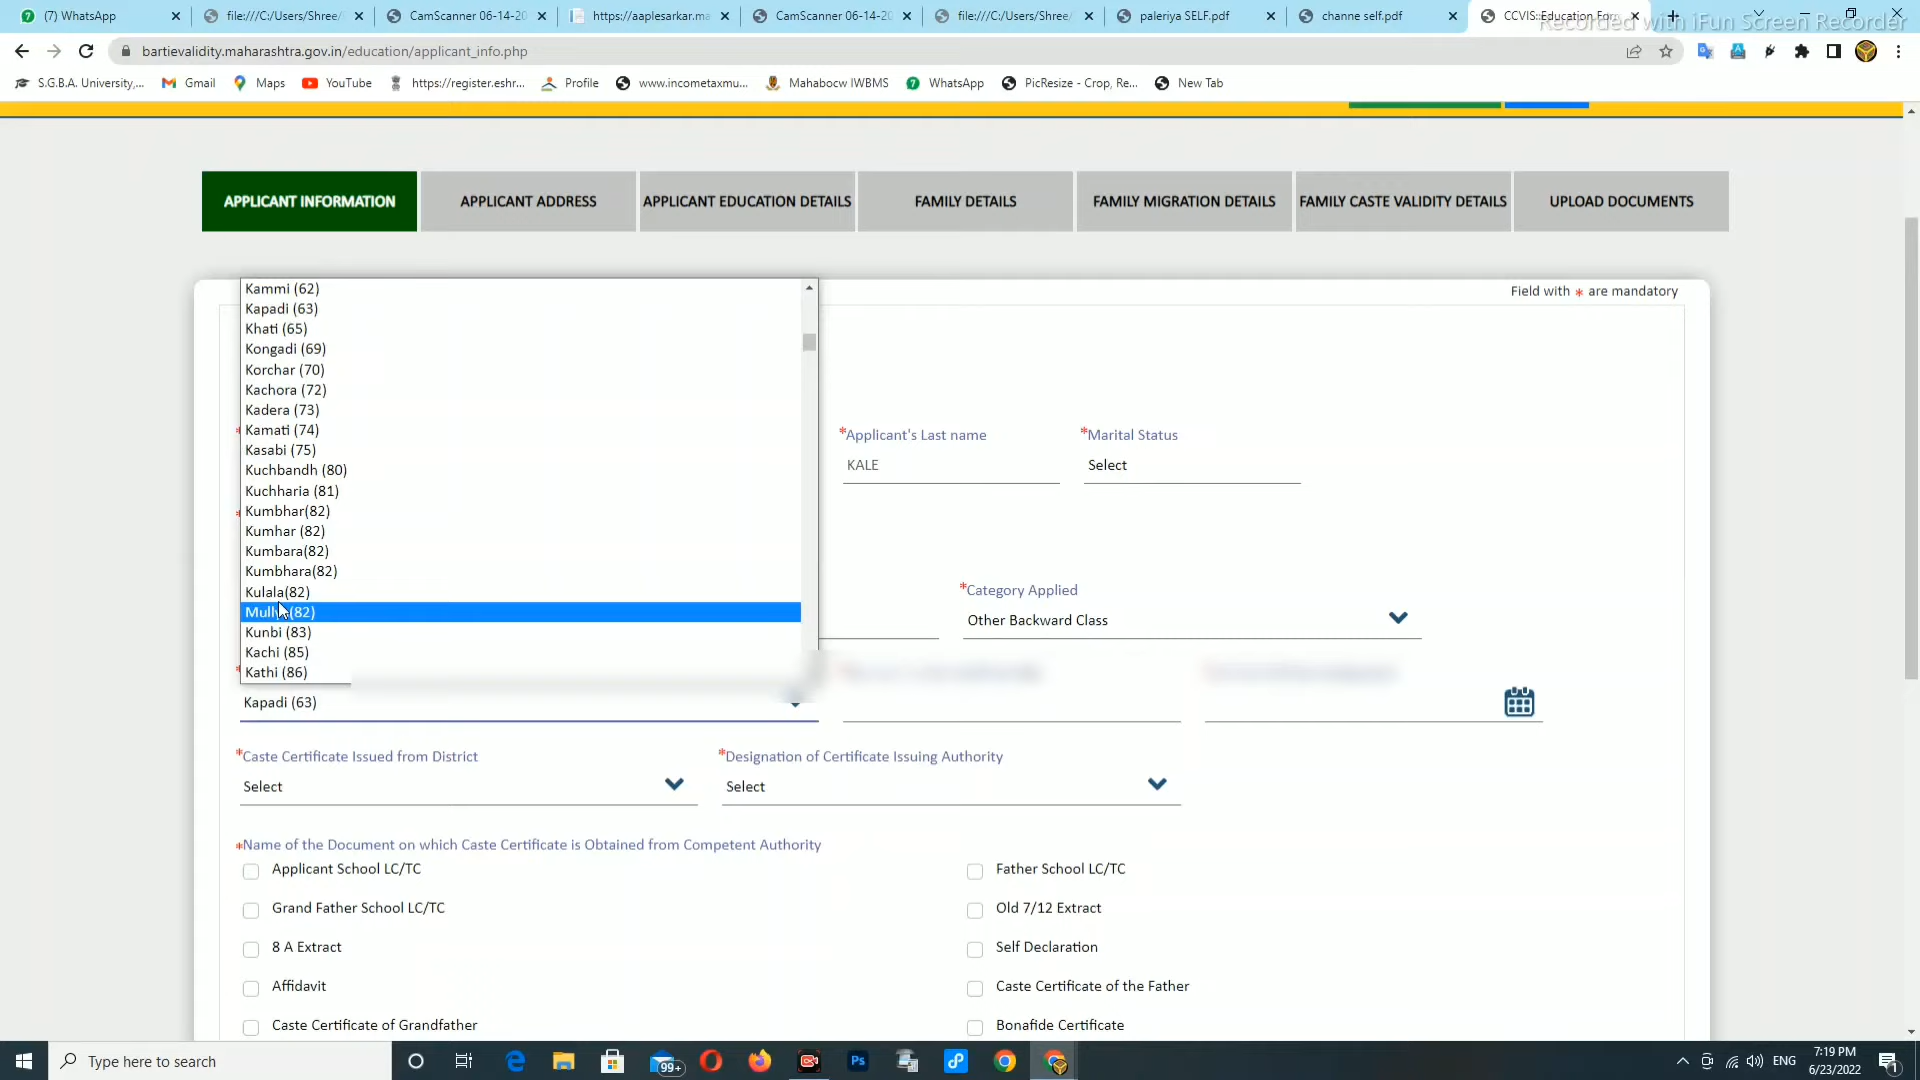 (7) WhatsApp
file:///C:/Users/Shree/
CamScanner 06-14-20
https://aaplesarkar.ma
CamScanner 06-14-20
file:///C:/Users/Shree/
paleriya SELF.pdf
channe self.pdf
CCVIS::Education For
Recorded with iFun Screen Recorder
bartievalidity.maharashtra.gov.in/education/applicant_info.php
S.G.B.A. University,...
Gmail
Maps
YouTube
https://register.eshr...
Profile
www.incometaxmu...
Mahabocw IWBMS
WhatsApp
PicResize - Crop, Re...
New Tab
APPLICANT INFORMATION
APPLICANT ADDRESS
APPLICANT EDUCATION DETAILS
FAMILY DETAILS
FAMILY MIGRATION DETAILS
FAMILY CASTE VALIDITY DETAILS
UPLOAD DOCUMENTS
Field with * are mandatory
Kammi (62)
Kapadi (63)
Khati (65)
Kongadi (69)
Korchar (70)
Kachora (72)
Kadera (73)
Kamati (74)
Kasabi (75)
Kuchbandh (80)
Kuchharia (81)
Kumbhar(82)
Kumhar (82)
Kumbara(82)
Kumbhara(82)
Kulala(82)
(82)
Kunbi (83)
Kachi (85)
Kathi (86)
*Applicant's Last name
KALE
*Marital Status
Select
*Category Applied
Other Backward Class
Kapadi (63)
*Caste Certificate Issued from District
Select
*Designation of Certificate Issuing Authority
Select
*Name of the Document on which Caste Certificate is Obtained from Competent Authority
Applicant School LC/TC
Father School LC/TC
Grand Father School LC/TC
Old 7/12 Extract
8 A Extract
Self Declaration
Affidavit
Caste Certificate of the Father
Caste Certificate of Grandfather
Bonafide Certificate
Type here to search
99+
Ps
ENG
7:19 PM
6/23/2022
1